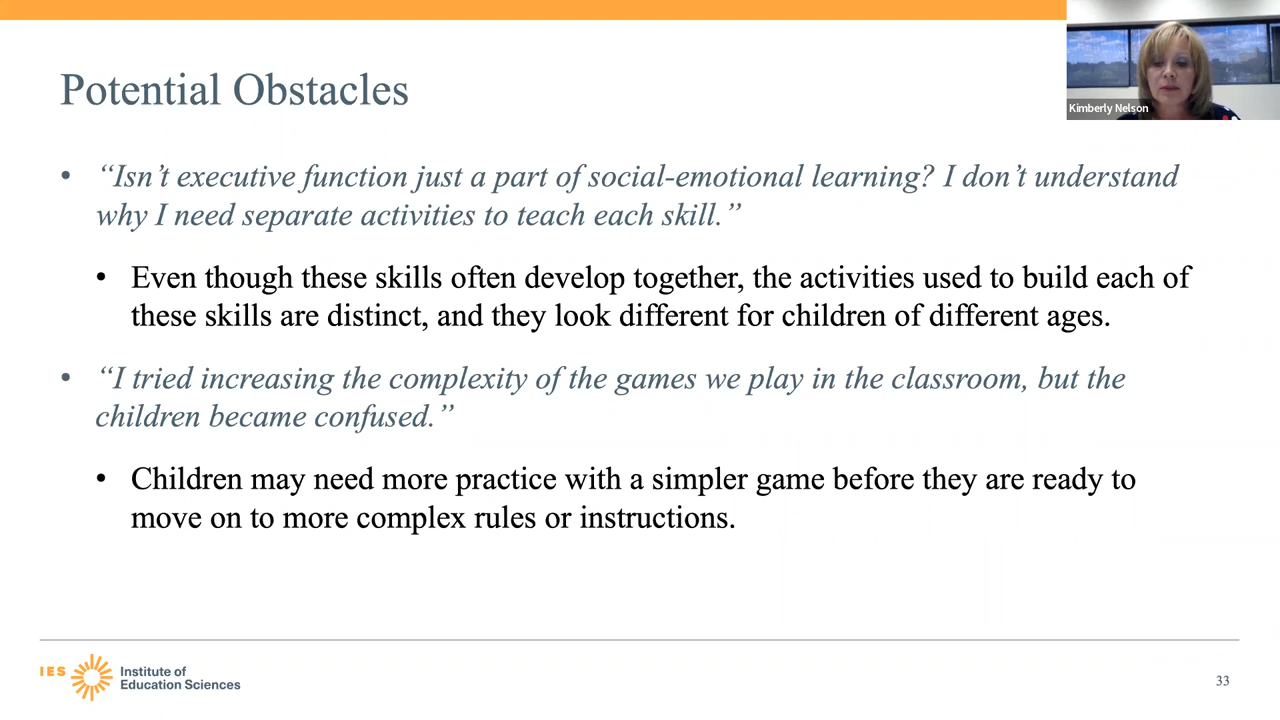 Potential Obstacles
Kimberly Nelson
• “Isn’t executive function just a part of social-emotional learning? I don’t understand
why I need separate activities to teach each skill.”
• Even though these skills often develop together, the activities used to build each of
these skills are distinct, and they look different for children of different ages.
• “I tried increasing the complexity of the games we play in the classroom, but the
children became confused.”
• Children may need more practice with a simpler game before they are ready to
move on to more complex rules or instructions.
IES
Institute of
Education Sciences
33